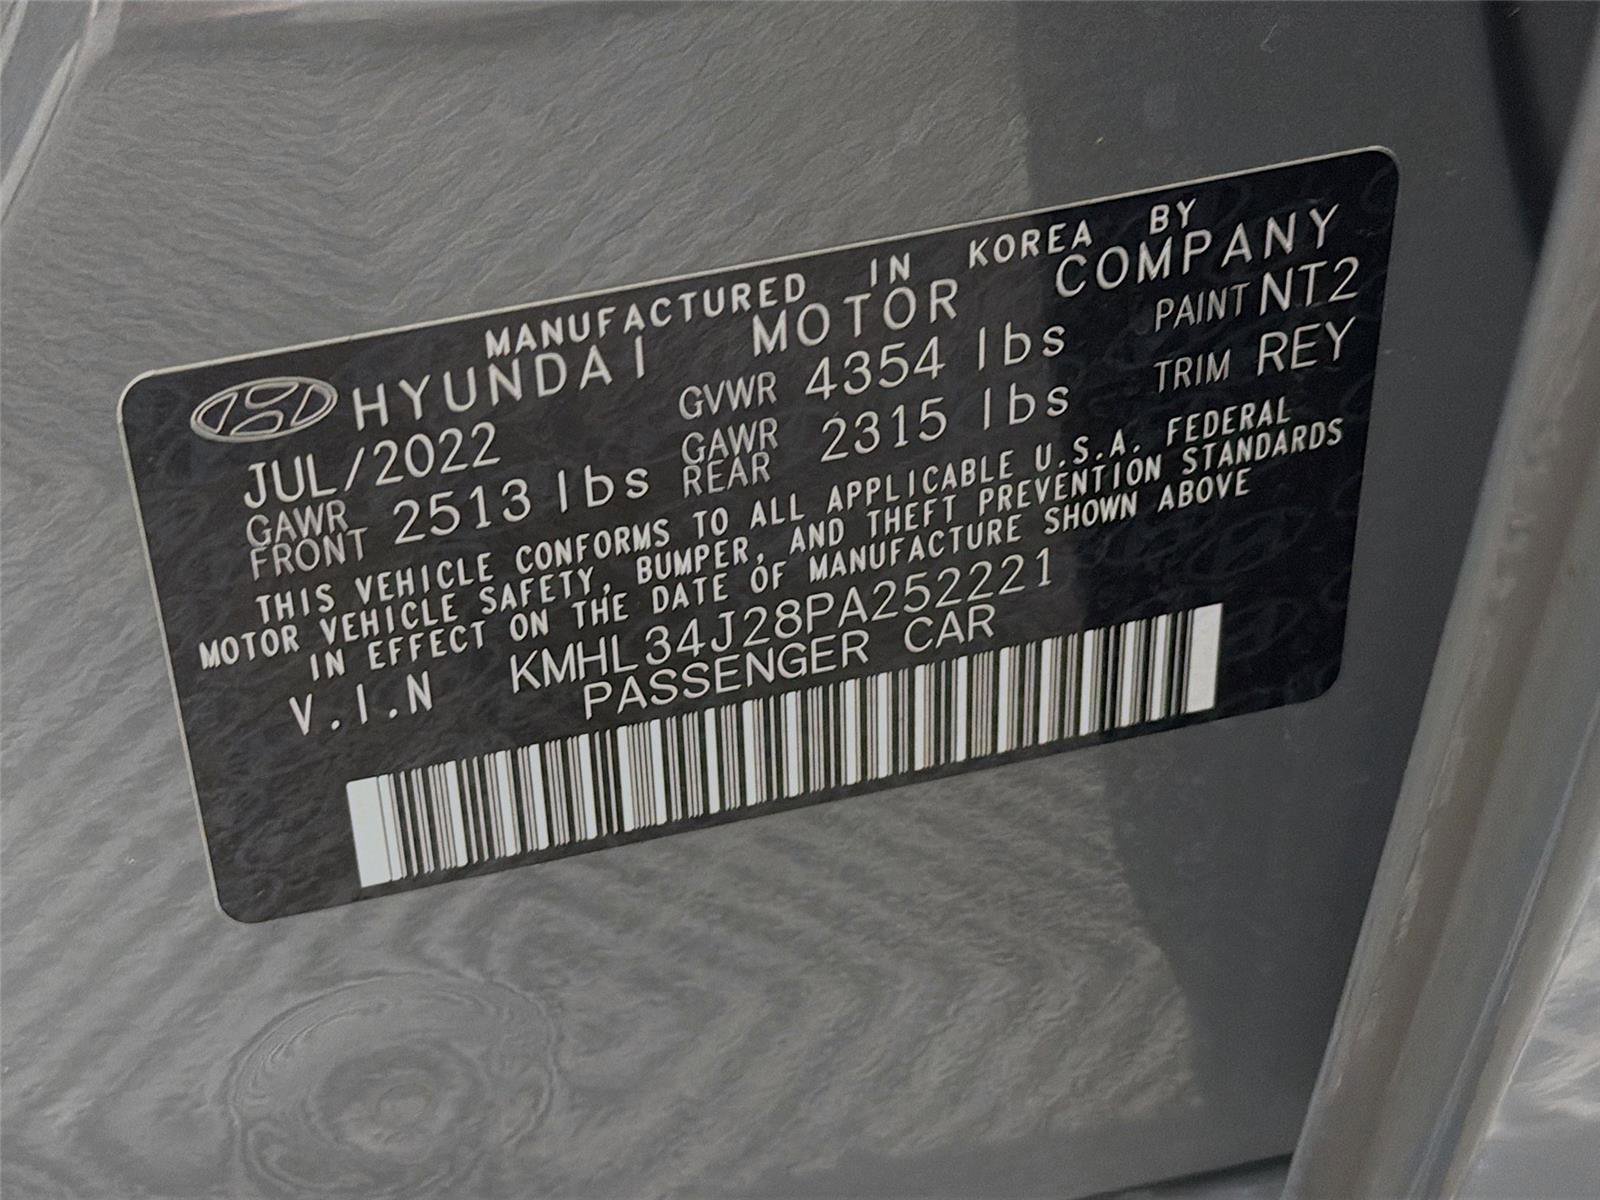 MANUFACTURED IN KOREA BY
HYUNDAI MOTOR COMPANY
JUL/2022 GVWR 4354 lbs PAINT NT2
GAWR FRONT 2513 lbs GAWR REAR 2315 lbs TRIM REY
THIS VEHICLE CONFORMS TO ALL APPLICABLE U.S.A. FEDERAL
MOTOR VEHICLE SAFETY, BUMPER, AND THEFT PREVENTION STANDARDS
IN EFFECT ON THE DATE OF MANUFACTURE SHOWN ABOVE
V.I.N KMHL34J28PA252221
PASSENGER CAR